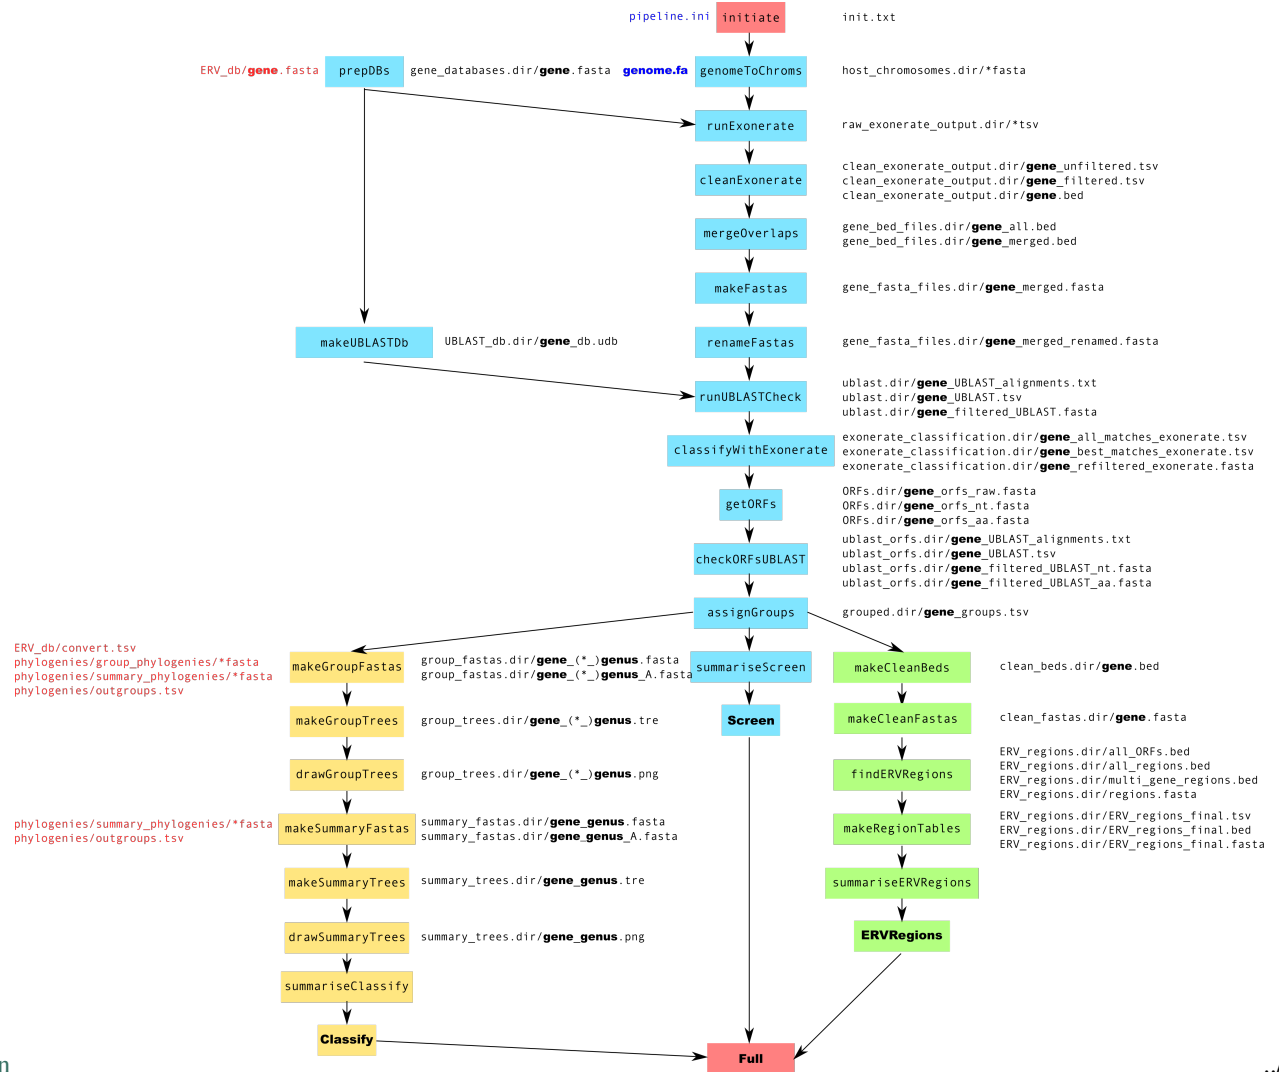 pipeline.ini initiate init.txt
ERV_db/gene.fasta prepDBs gene_databases.dir/gene.fasta genome.fa genomeToChroms host_chromosomes.dir/*fasta
runExonerate raw_exonerate_output.dir/*tsv
cleanExonerate
clean_exonerate_output.dir/gene_unfiltered.tsv
clean_exonerate_output.dir/gene_filtered.tsv
clean_exonerate_output.dir/gene.bed
mergeOverlaps
gene_bed_files.dir/gene_all.bed
gene_bed_files.dir/gene_merged.bed
makeFastas gene_fasta_files.dir/gene_merged.fasta
makeUBLASTDb UBLAST_db.dir/gene_db.udb renameFastas gene_fasta_files.dir/gene_merged_renamed.fasta
runUBLASTCheck
ublast.dir/gene_UBLAST_alignments.txt
ublast.dir/gene_UBLAST.tsv
ublast.dir/gene_filtered_UBLAST.fasta
classifyWithExonerate
exonerate_classification.dir/gene_all_matches_exonerate.tsv
exonerate_classification.dir/gene_best_matches_exonerate.tsv
exonerate_classification.dir/gene_refiltered_exonerate.fasta
getORFs
ORFs.dir/gene_orfs_raw.fasta
ORFs.dir/gene_orfs_nt.fasta
ORFs.dir/gene_orfs_aa.fasta
checkORFsUBLAST
ublast_orfs.dir/gene_UBLAST_alignments.txt
ublast_orfs.dir/gene_UBLAST.tsv
ublast_orfs.dir/gene_filtered_UBLAST_nt.fasta
ublast_orfs.dir/gene_filtered_UBLAST_aa.fasta
assignGroups grouped.dir/gene_groups.tsv
ERV_db/convert.tsv
phylogenies/group_phylogenies/*fasta
phylogenies/summary_phylogenies/*fasta
phylogenies/outgroups.tsv
makeGroupFastas
group_fastas.dir/gene_(*_)genus.fasta
group_fastas.dir/gene_(*_)genus_A.fasta
summariseScreen
makeCleanBeds clean_beds.dir/gene.bed
makeGroupTrees group_trees.dir/gene_(*_)genus.tre
Screen
makeCleanFastas clean_fastas.dir/gene.fasta
drawGroupTrees group_trees.dir/gene_(*_)genus.png
findERVRegions
ERV_regions.dir/all_ORFs.bed
ERV_regions.dir/all_regions.bed
ERV_regions.dir/multi_gene_regions.bed
ERV_regions.dir/regions.fasta
phylogenies/summary_phylogenies/*fasta
phylogenies/outgroups.tsv
makeSummaryFastas
summary_fastas.dir/gene_genus.fasta
summary_fastas.dir/gene_genus_A.fasta
makeRegionTables
ERV_regions.dir/ERV_regions_final.tsv
ERV_regions.dir/ERV_regions_final.bed
ERV_regions.dir/ERV_regions_final.fasta
makeSummaryTrees summary_trees.dir/gene_genus.tre
summariseERVRegions
drawSummaryTrees summary_trees.dir/gene_genus.png
ERVRegions
summariseClassify
Classify
Full